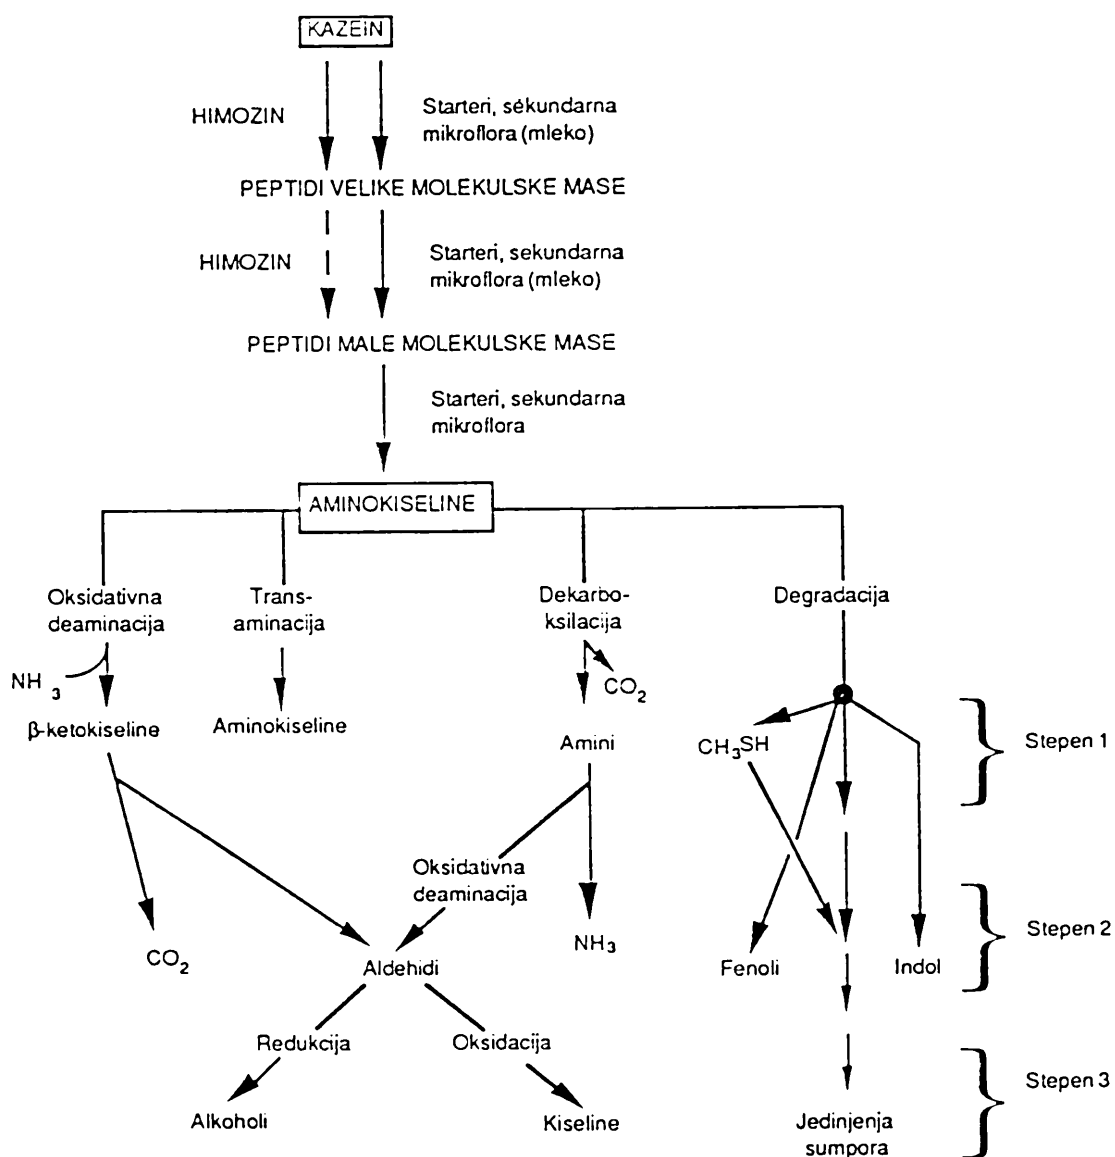 KAZEIN
HIMOZIN
Starteri, sekundarna
mikroflora (mleko)
PEPTIDI VELIKE MOLEKULSKE MASE
HIMOZIN
Starteri, sekundarna
mikroflora (mleko)
PEPTIDI MALE MOLEKULSKE MASE
Starteri, sekundarna
mikroflora
AMINOKISELINE
Oksidativna
deaminacija
Trans-
aminacija
Dekarbo-
ksilacija
Degradacija
NH3
CO2
β-ketokiseline
Aminokiseline
Amini
CH3SH
Stepen 1
Oksidativna
deaminacija
CO2
Aldehidi
NH3
Fenoli
Indol
Stepen 2
Redukcija
Oksidacija
Alkoholi
Kiseline
Jedinjenja
sumpora
Stepen 3